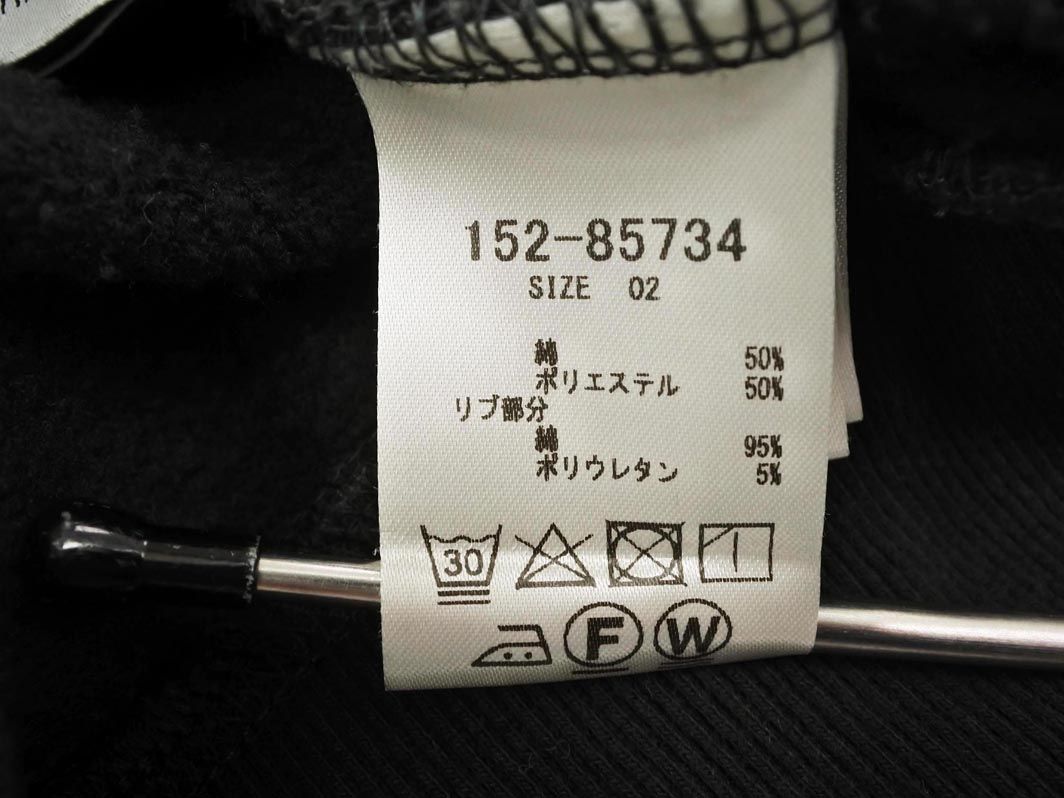 152-85734
SIZE 02
綿 50%
ポリエステル 50%
リブ部分
綿 95%
ポリウレタン 5%
30
F W